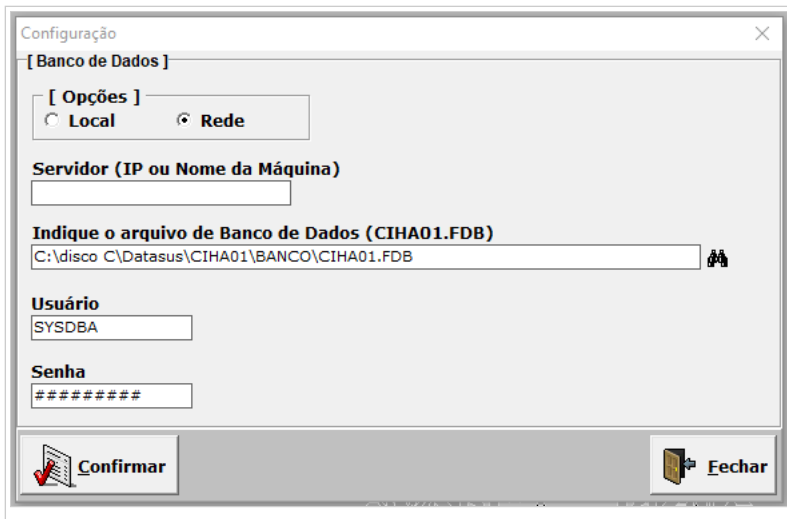 Configuração
[ Banco de Dados ]
[ Opções ]
Local Rede
Servidor (IP ou Nome da Máquina)
Indique o arquivo de Banco de Dados (CIHA01.FDB)
C:\disco C\Datasus\CIHA01\BANCO\CIHA01.FDB
Usuário
SYSDBA
Senha
#########
Confirmar Fechar